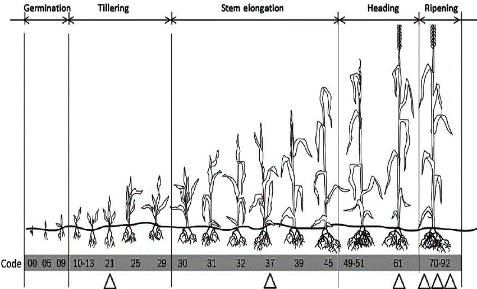 Germination Tillering Stem elongation Heading Ripening
Code 00 05 09 10-13 21 25 29 30 31 32 37 39 45 49-51 61 70-92